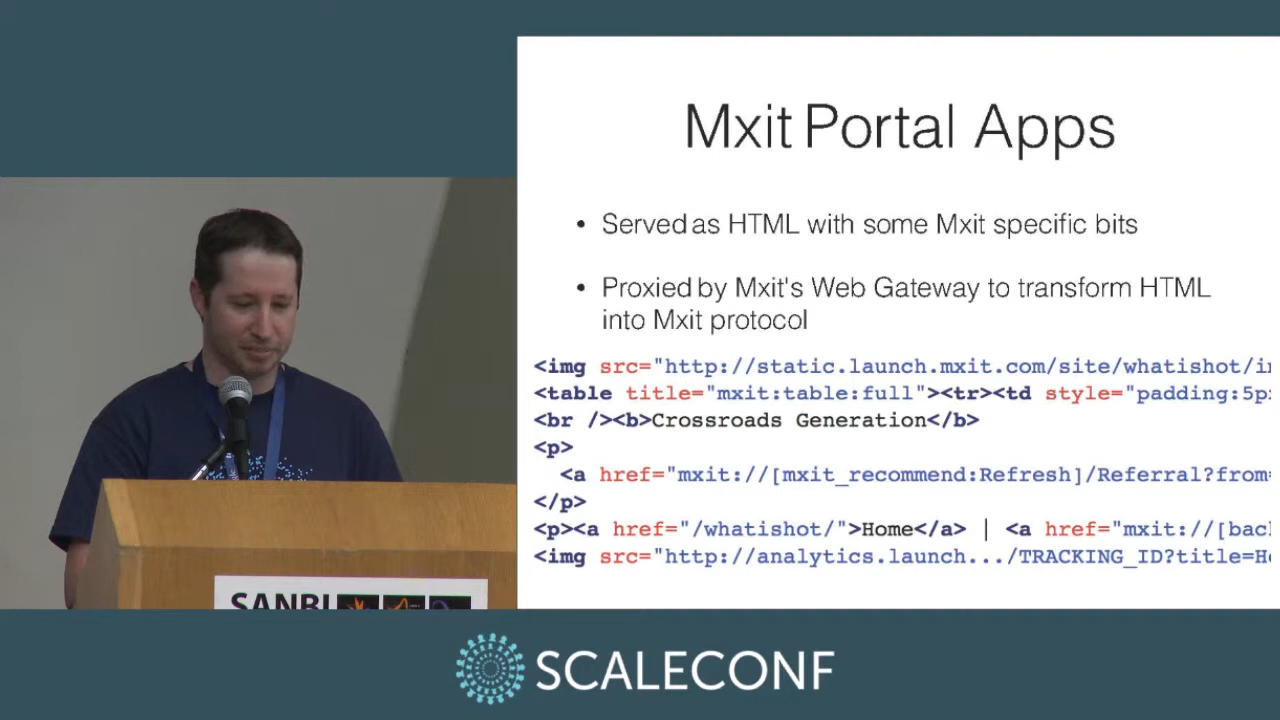 Mxit Portal Apps
• Served as HTML with some Mxit specific bits
• Proxied by Mxit's Web Gateway to transform HTML
into Mxit protocol
<img src="http://static.launch.mxit.com/site/whatishot/
<table title="mxit:table:full"><tr><td style="padding:5p
<br /><b>Crossroads Generation</b>
<p>
<a href="mxit://[mxit_recommend:Refresh]/Referral?from
</p>
<p><a href="/whatishot/">Home</a> | <a href="mxit://[bac
<img src="http://analytics.launch.../TRACKING_ID?title=H
SANBI
SCALECONF